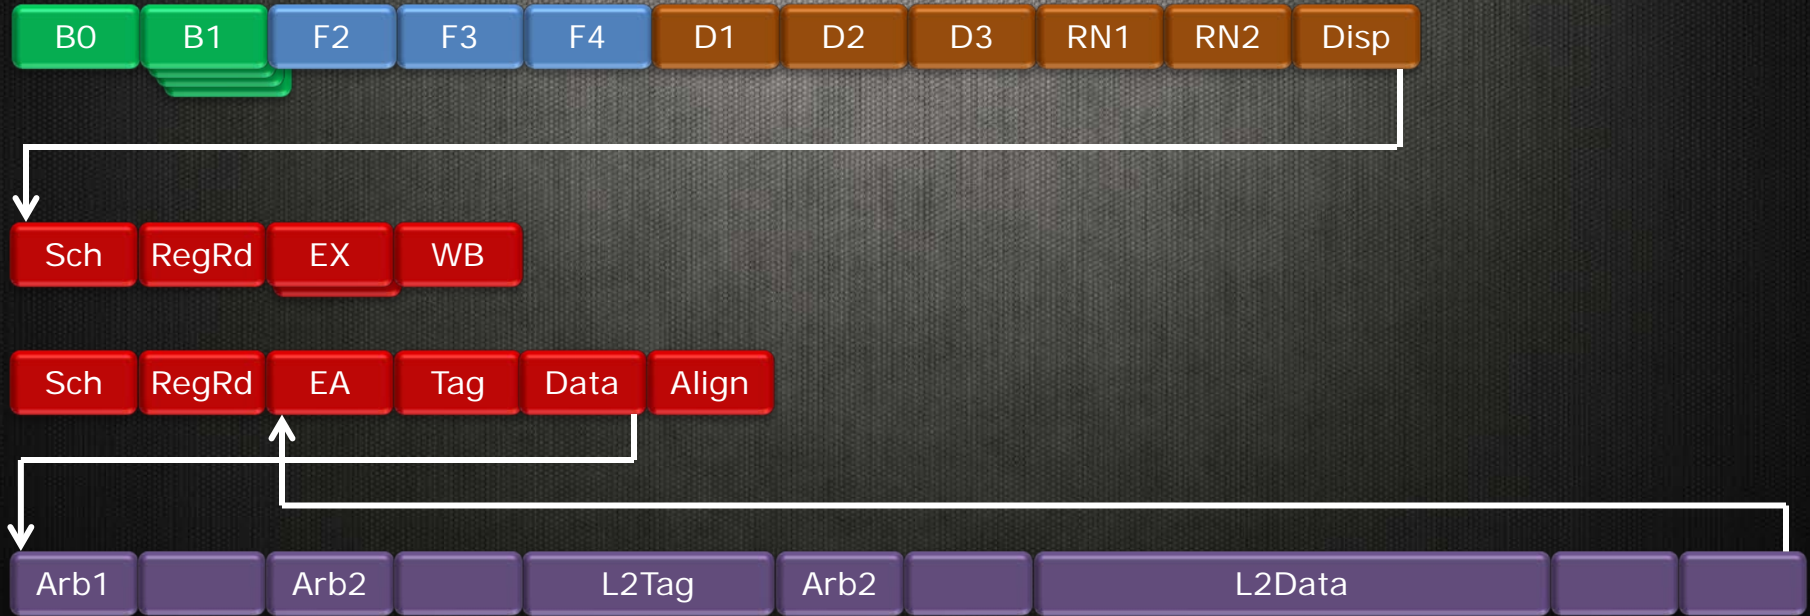 B0 B1 F2 F3 F4 D1 D2 D3 RN1 RN2 Disp
Sch RegRd EX WB
Sch RegRd EA Tag Data Align
Arb1 Arb2 L2Tag Arb2 L2Data